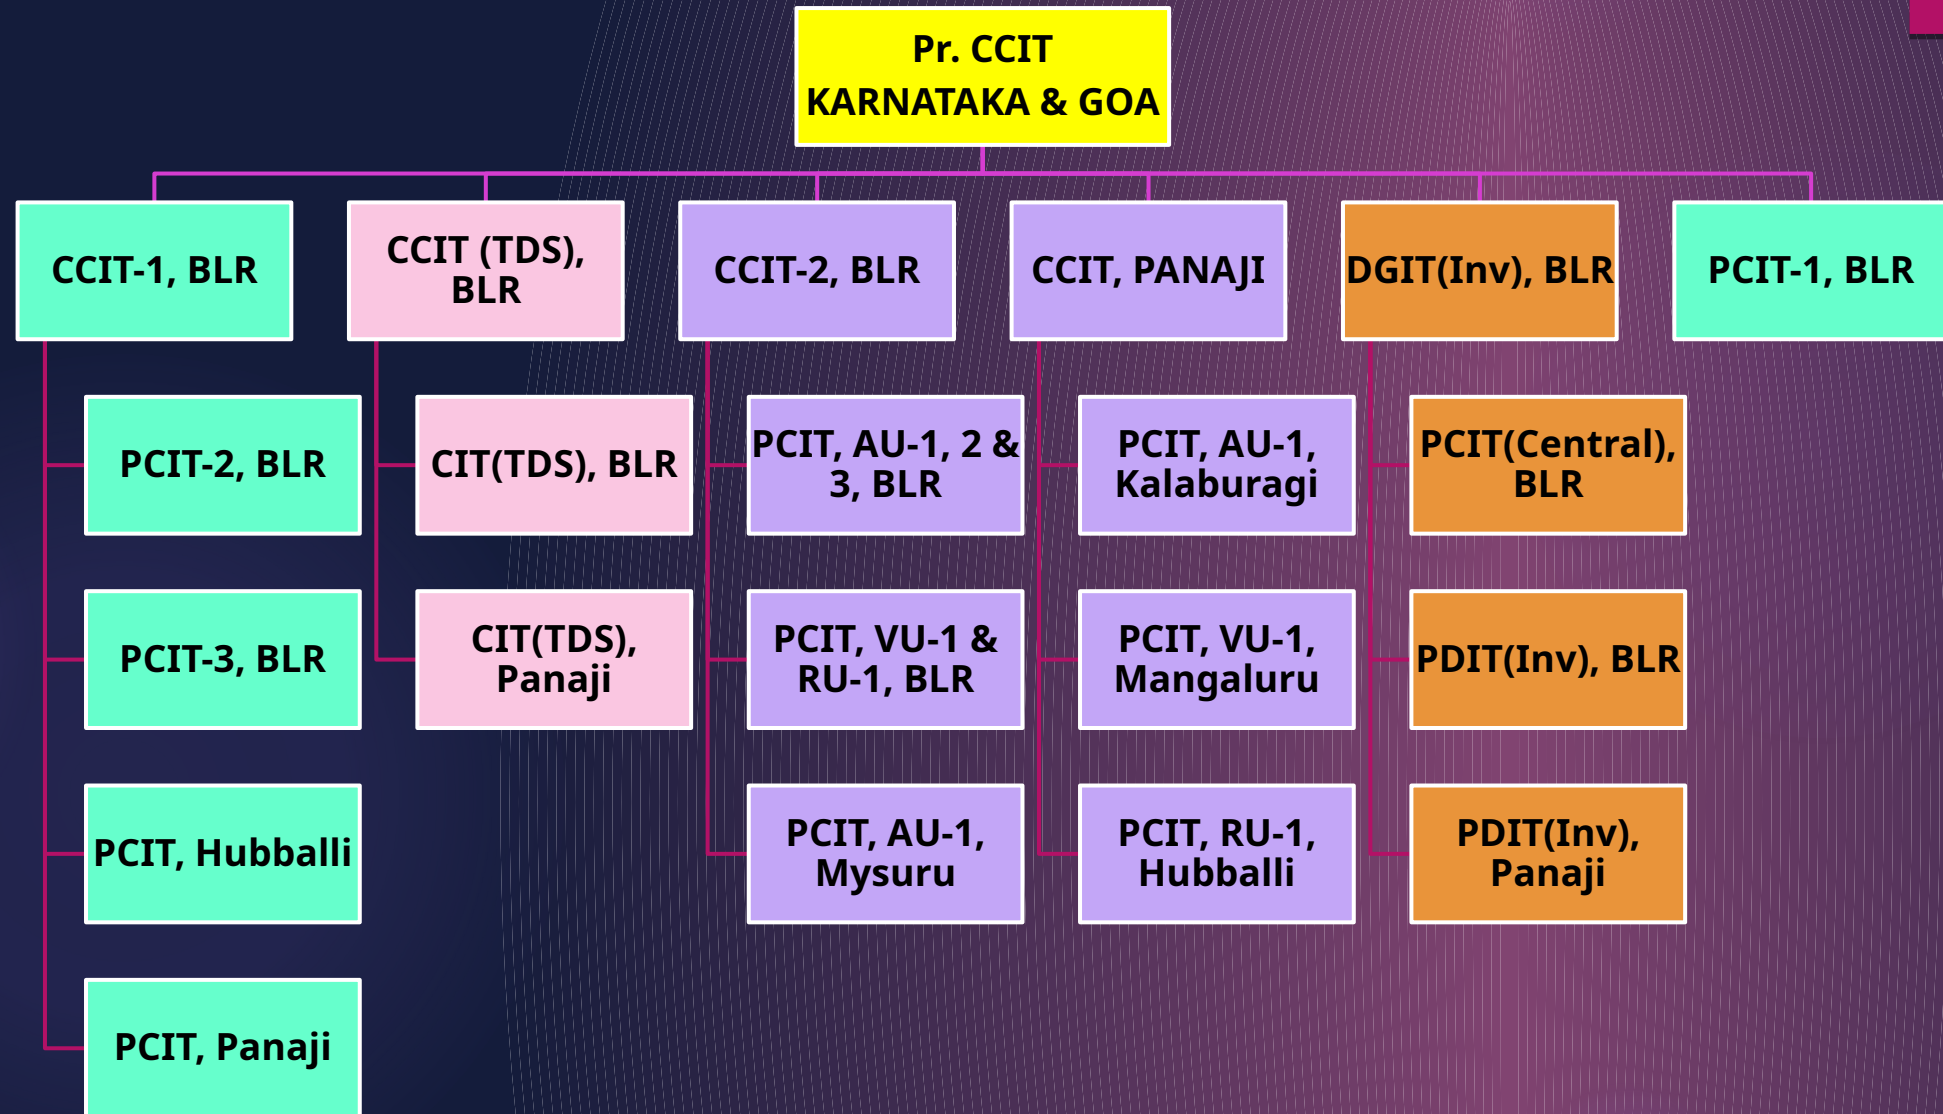 Pr. CCIT
KARNATAKA & GOA
CCIT-1, BLR
CCIT (TDS),
BLR
CCIT-2, BLR
CCIT, PANAJI
DGIT(Inv), BLR
PCIT-1, BLR
PCIT-2, BLR
CIT(TDS), BLR
PCIT, AU-1, 2 &
3, BLR
PCIT, AU-1,
Kalaburagi
PCIT(Central),
BLR
PCIT-3, BLR
CIT(TDS),
Panaji
PCIT, VU-1 &
RU-1, BLR
PCIT, VU-1,
Mangaluru
PDIT(Inv), BLR
PCIT, Hubballi
PCIT, AU-1,
Mysuru
PCIT, RU-1,
Hubballi
PDIT(Inv),
Panaji
PCIT, Panaji